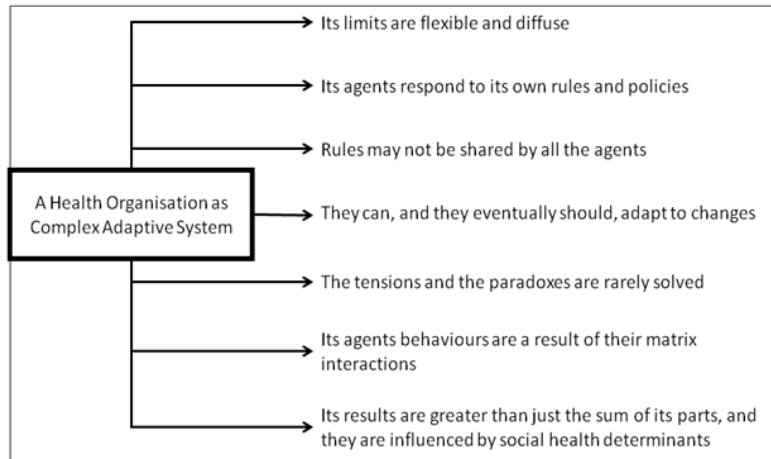 Its limits are flexible and diffuse
Its agents respond to its own rules and policies
Rules may not be shared by all the agents
A Health Organisation as
Complex Adaptive System
They can, and they eventually should, adapt to changes
The tensions and the paradoxes are rarely solved
Its agents behaviours are a result of their matrix
interactions
Its results are greater than just the sum of its parts, and
they are influenced by social health determinants